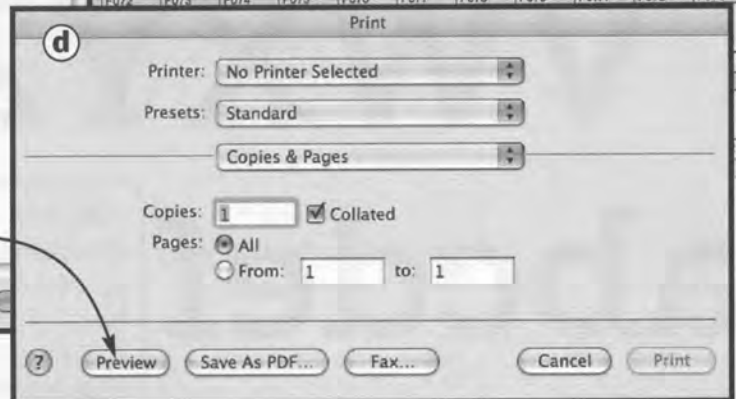 Print
d
Printer: No Printer Selected
Presets: Standard
Copies & Pages
Copies: 1 Collated
Pages: All
From: 1 to: 1
? Preview Save As PDF... Fax... Cancel Print